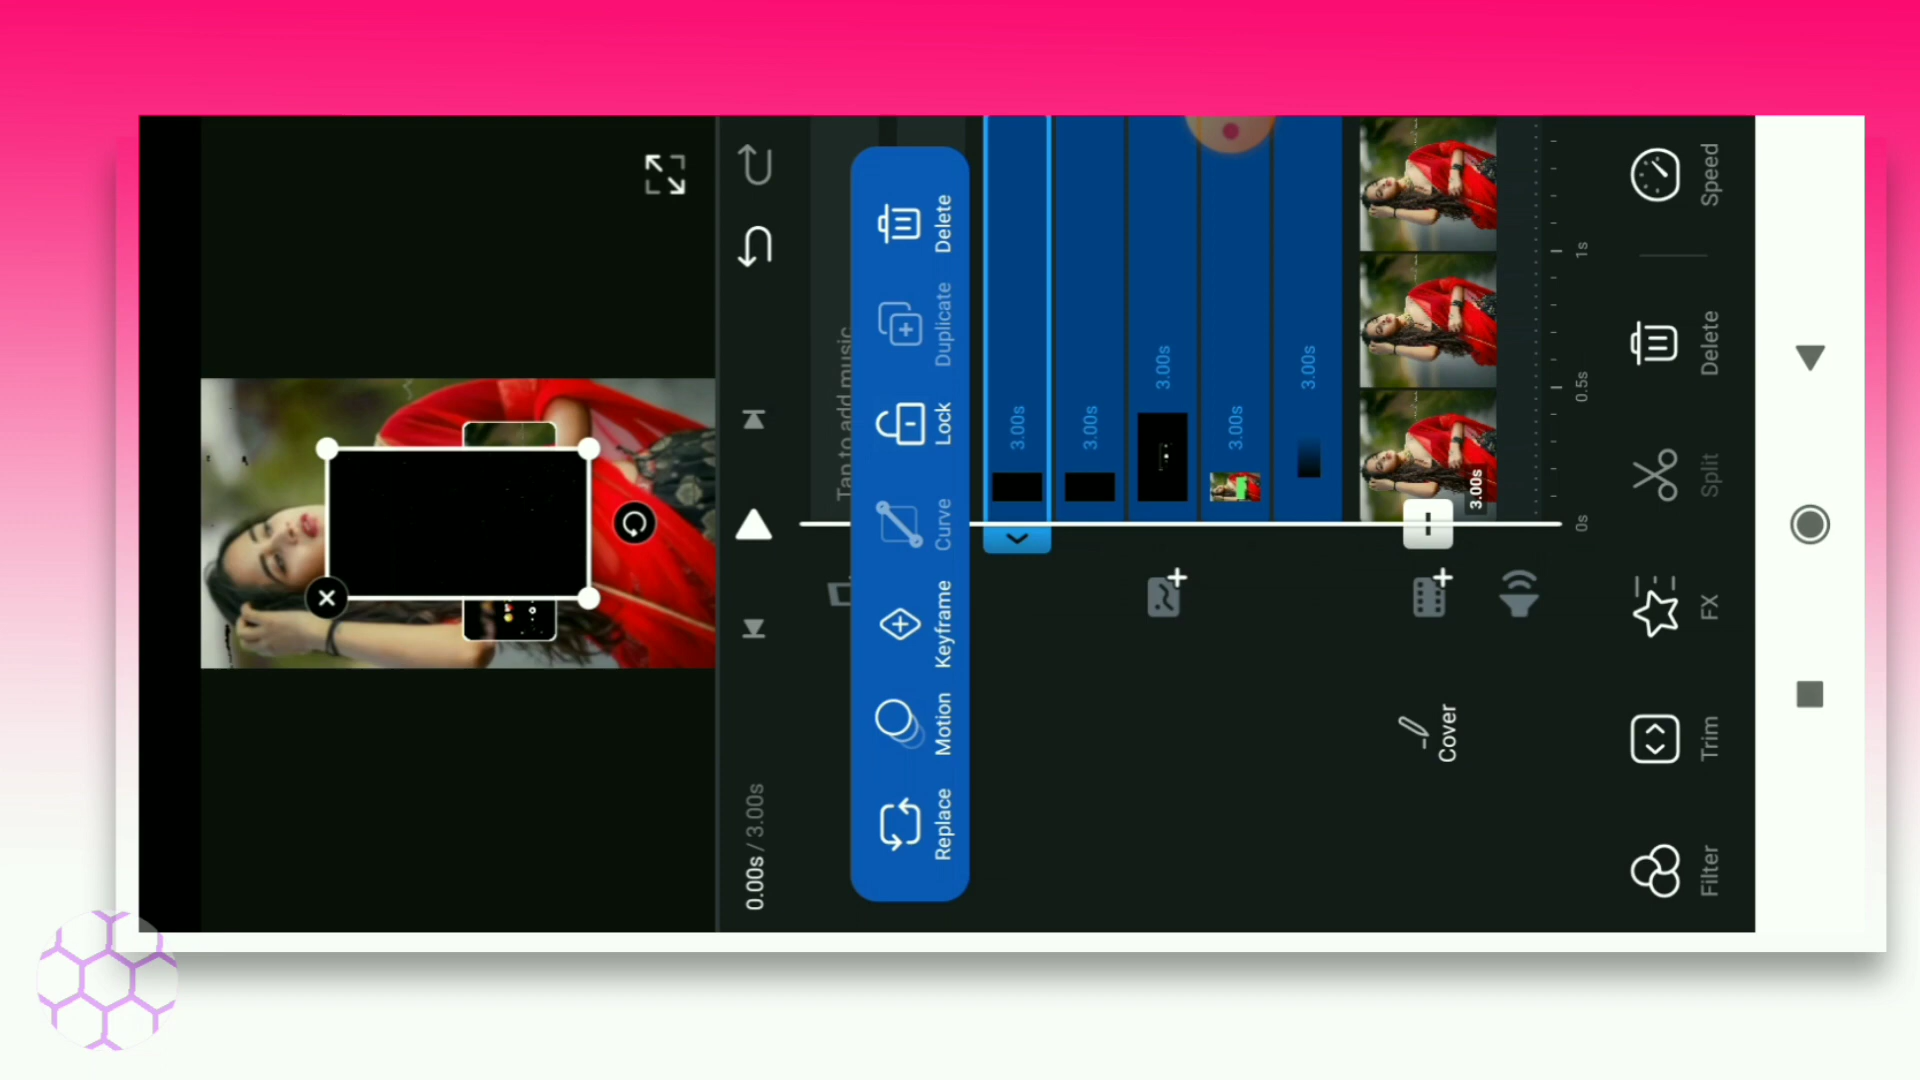 0.00s / 3.00s
Tap to add music
Replace
Motion
Keyframe
Curve
Lock
Duplicate
Delete
3.00s
3.00s
3.00s
3.00s
3.00s
Cover
3.00s
0s
0.5s
1s
Filter
Trim
FX
Split
Delete
Speed